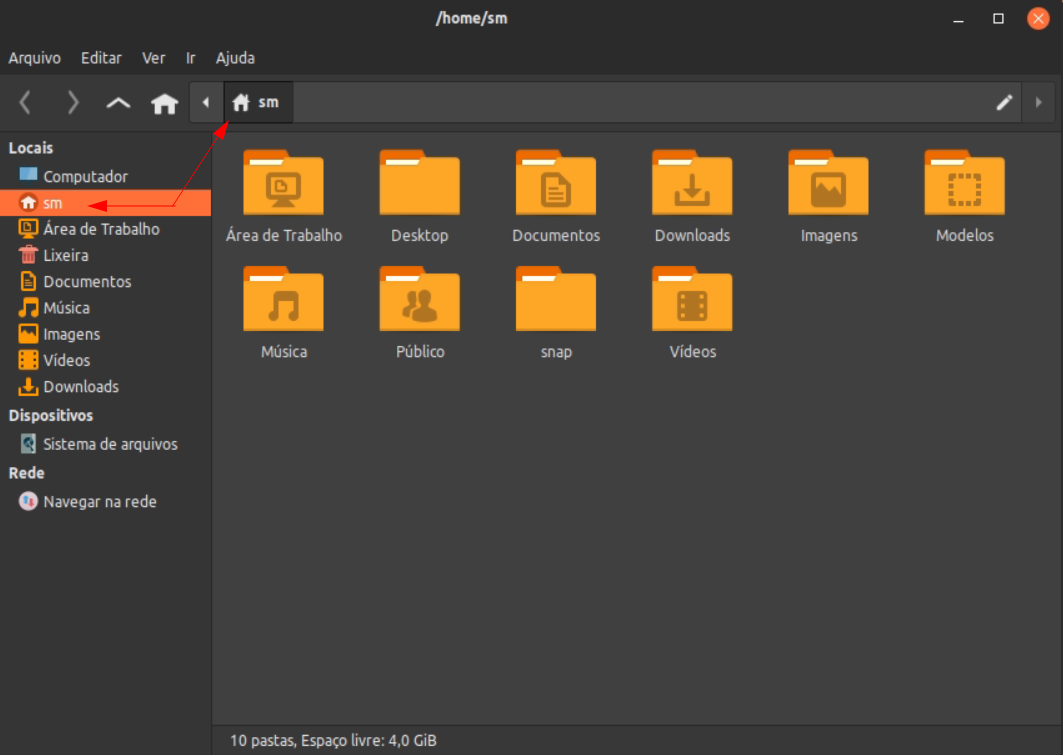 /home/sm
Arquivo Editar Ver Ir Ajuda
sm
Locais
Computador
sm
Área de Trabalho
Lixeira
Documentos
Música
Imagens
Vídeos
Downloads
Dispositivos
Sistema de arquivos
Rede
Navegar na rede
Área de Trabalho Desktop Documentos Downloads Imagens Modelos
Música Público snap Vídeos
10 pastas, Espaço livre: 4,0 GiB